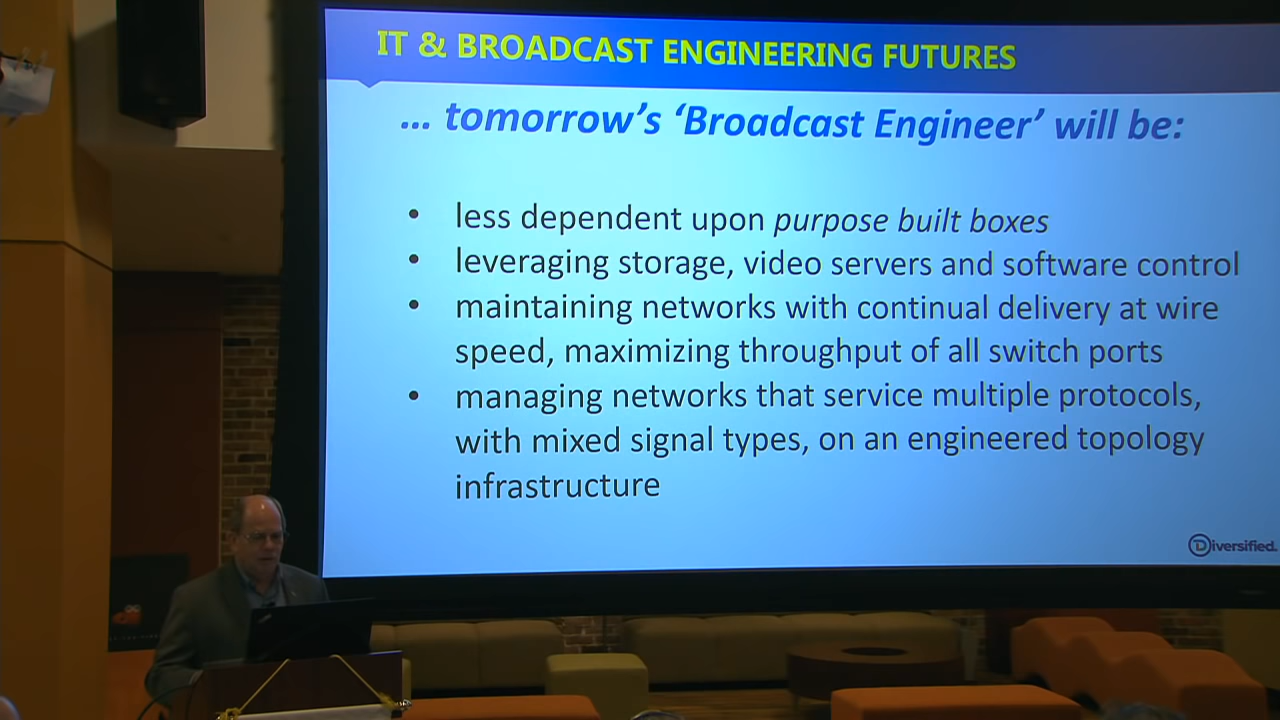 IT & BROADCAST ENGINEERING FUTURES
... tomorrow's 'Broadcast Engineer' will be:
• less dependent upon purpose built boxes
• leveraging storage, video servers and software control
• maintaining networks with continual delivery at wire
speed, maximizing throughput of all switch ports
• managing networks that service multiple protocols,
with mixed signal types, on an engineered topology
infrastructure
Diversified.